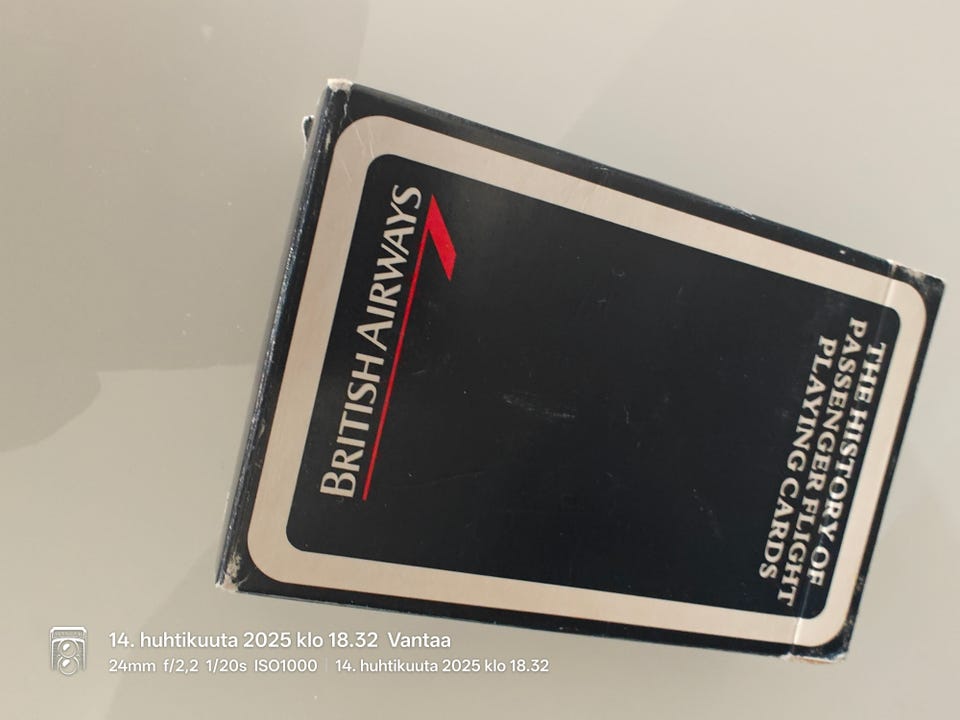 BRITISH AIRWAYS
THE HISTORY OF
PASSENGER FLIGHT
PLAYING CARDS
14. huhtikuuta 2025 klo 18.32 Vantaa
24mm f/2,2 1/20s ISO1000 | 14. huhtikuuta 2025 klo 18.32